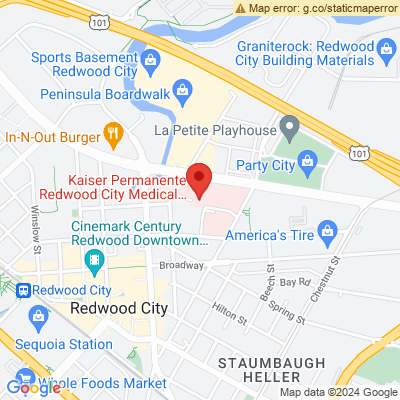 Map error: g.co/staticmaperror
101
Sports Basement
Redwood City
Graniterock: Redwood
City Building Materials
Peninsula Boardwalk
La Petite Playhouse
In-N-Out Burger
101
Party City
Kaiser Permanente
Redwood City Medical...
Winslow St
Cinemark Century
Redwood Downtown...
America's Tire
Broadway
Chestnut St
Beech St
Bay Rd
Redwood City
Redwood City
Hilton St
Spring St
Sequoia Station
STAUMBAUGH
HELLER
Whole Foods Market
Google
Map data ©2024 Google